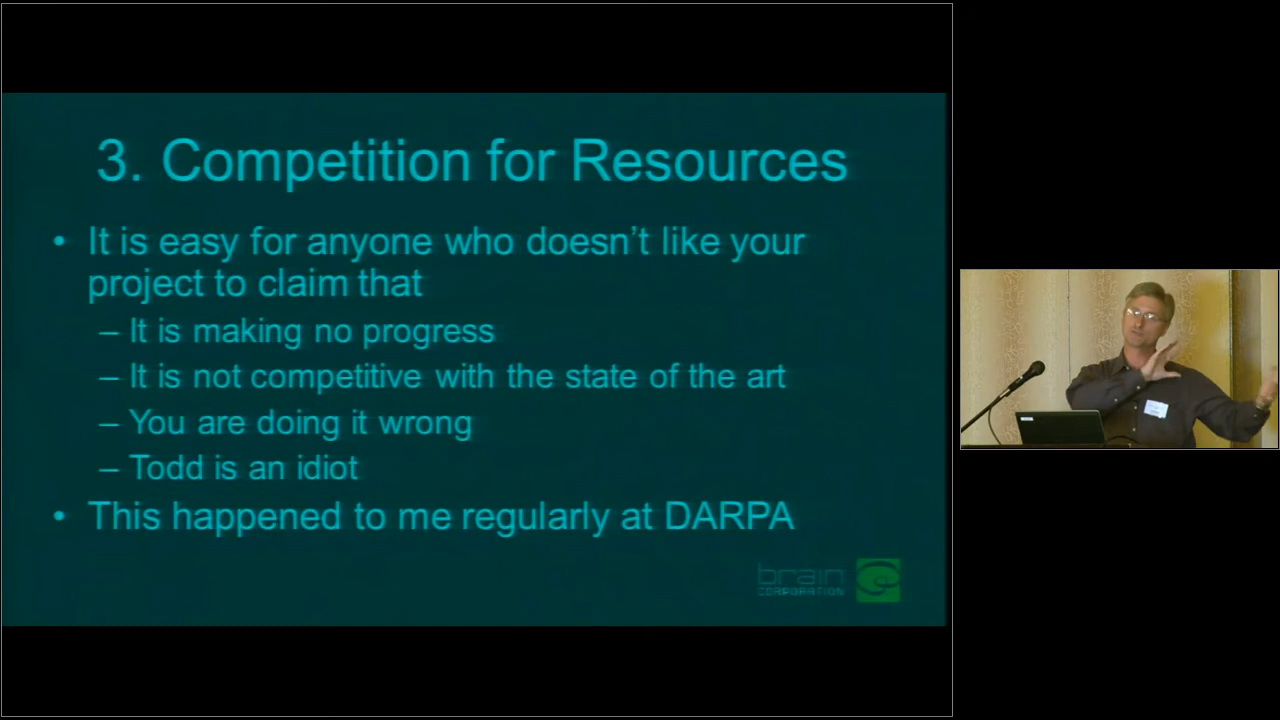 3. Competition for Resources
• It is easy for anyone who doesn't like your
project to claim that
– It is making no progress
– It is not competitive with the state of the art
– You are doing it wrong
– Todd is an idiot
• This happened to me regularly at DARPA
brain
CORPORATION